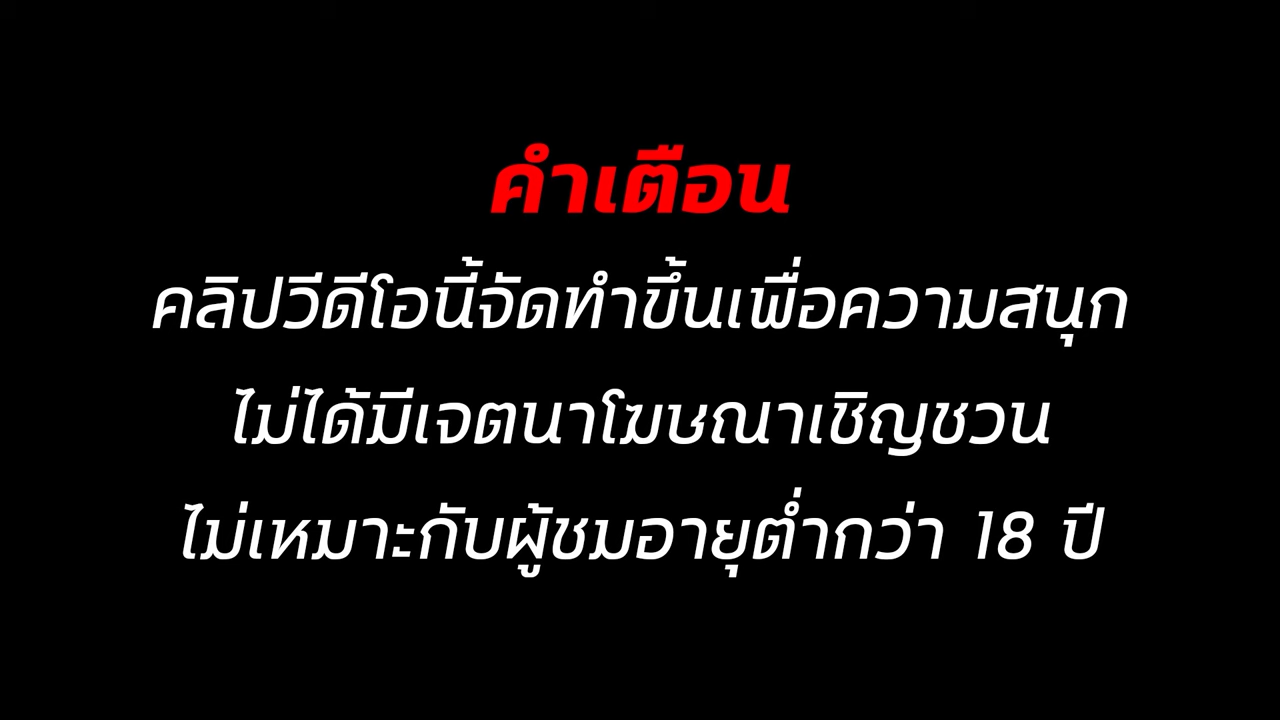 คำเตือน
คลิปวีดีโอนี้จัดทำขึ้นเพื่อความสนุก
ไม่ได้มีเจตนาโฆษณาเชิญชวน
ไม่เหมาะกับผู้ชมอายุต่ำกว่า 18 ปี